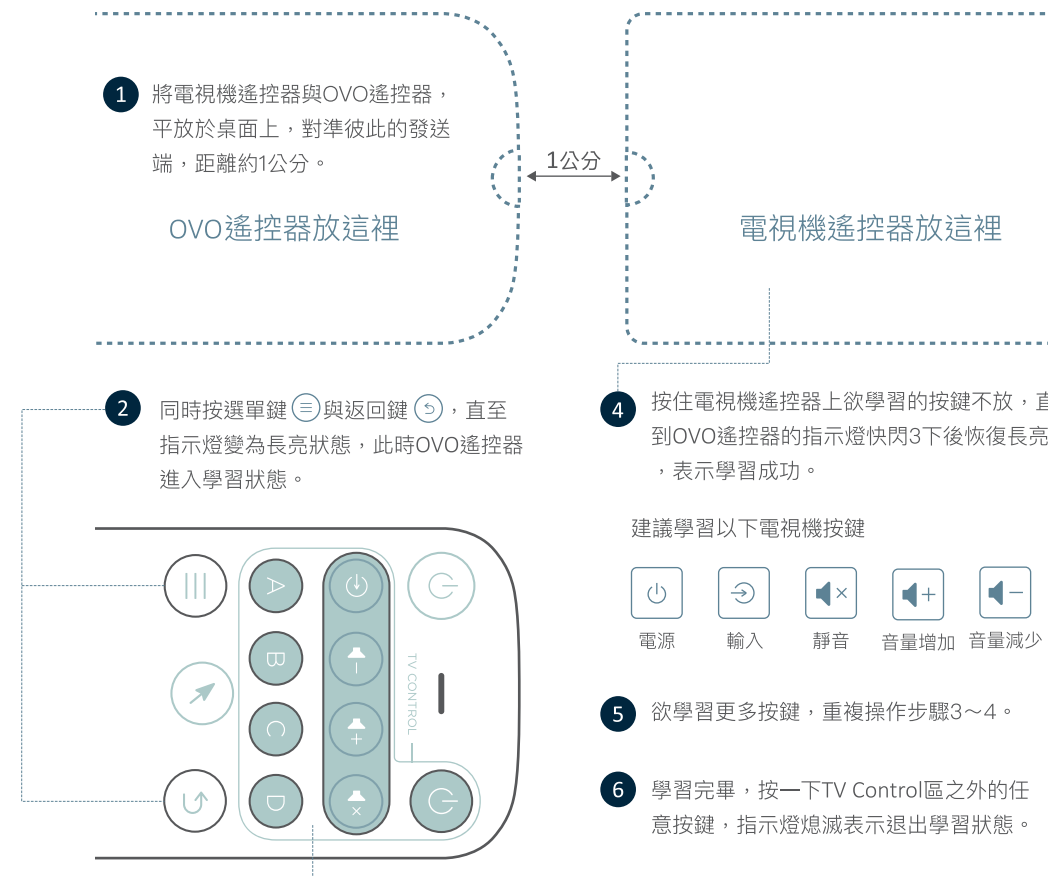 1 將電視機遙控器與OVO遙控器，
平放於桌面上，對準彼此的發送
端，距離約1公分。
OVO遙控器放這裡
1公分
電視機遙控器放這裡
2 同時按選單鍵與返回鍵，直至
指示燈變為長亮狀態，此時OVO遙控器
進入學習狀態。
A
B
C
D
TV CONTROL
4 按住電視機遙控器上欲學習的按鍵不放，直
到OVO遙控器的指示燈快閃3下後恢復長亮
，表示學習成功。
建議學習以下電視機按鍵
電源 輸入 靜音 音量增加 音量減少
5 欲學習更多按鍵，重複操作步驟3～4。
6 學習完畢，按一下TV Control區之外的任
意按鍵，指示燈熄滅表示退出學習狀態。